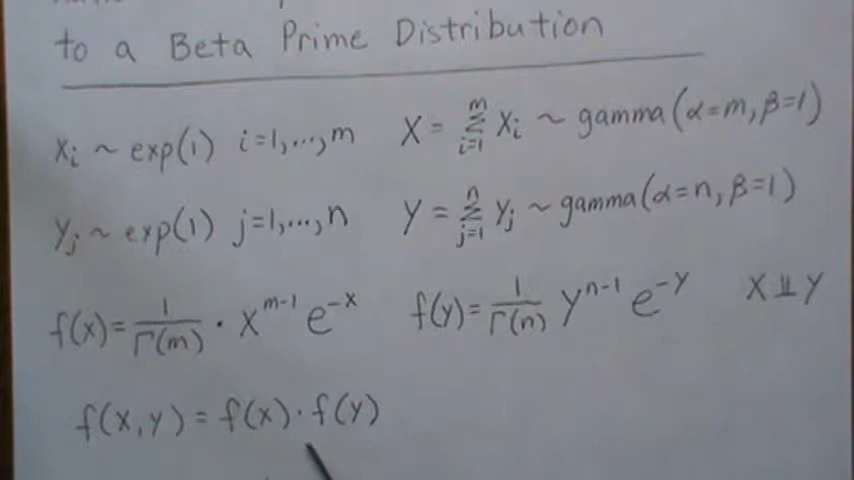 to a Beta Prime Distribution
xᵢ ~ exp(1) i=1,...,m X = Σᵢ₌₁ᵐ xᵢ ~ gamma(α=m, β=1)
yⱼ ~ exp(1) j=1,...,n Y = Σⱼ₌₁ⁿ yⱼ ~ gamma(α=n, β=1)
f(x) = 1/Γ(m) · x^(m-1) e^(-x) f(y) = 1/Γ(n) y^(n-1) e^(-y) X ⫫ Y
f(x,y) = f(x) · f(y)